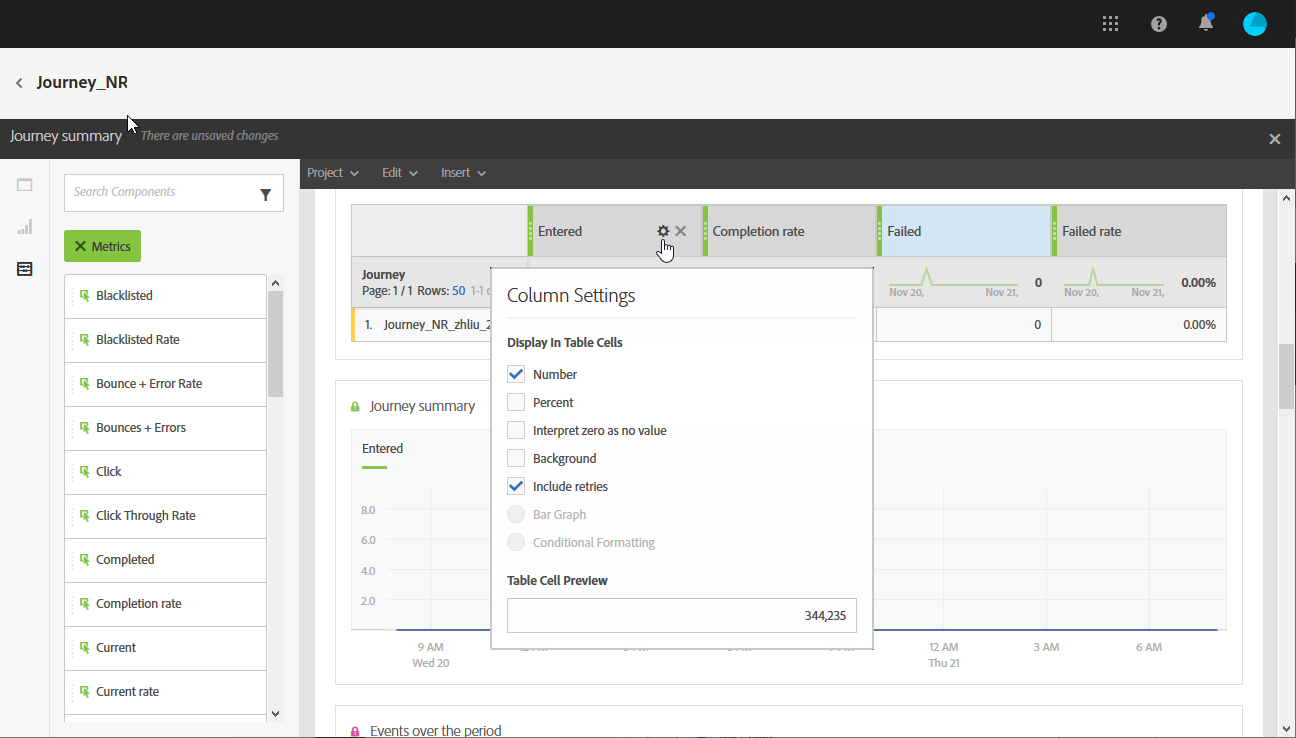 Journey_NR
Journey summary
There are unsaved changes
Project
Edit
Insert
Search Components
Metrics
Blacklisted
Blacklisted Rate
Bounce + Error Rate
Bounces + Errors
Click
Click Through Rate
Completed
Completion rate
Current
Current rate
Entered
Completion rate
Failed
Failed rate
Journey
Page: 1 / 1 Rows: 50 1-1
Nov 20,
Nov 21,
0
Nov 20,
Nov 21,
0.00%
1. Journey_NR_zhliu_2
0
0.00%
Column Settings
Display In Table Cells
Number
Percent
Interpret zero as no value
Background
Include retries
Bar Graph
Conditional Formatting
Table Cell Preview
344,235
Journey summary
Entered
8.0
6.0
4.0
2.0
9 AM
Wed 20
12 AM
Thu 21
3 AM
6 AM
Events over the period